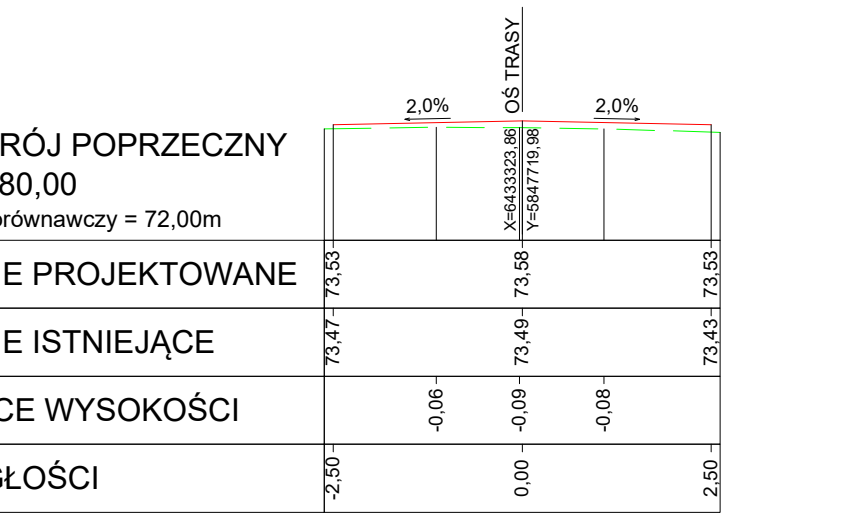 OŚ TRASY
2,0% 2,0%
RÓJ POPRZECZNY
80,00
orównawczy = 72,00m
X=6433323,86
Y=5847719,98
E PROJEKTOWANE 73,53 73,58 73,53
E ISTNIEJĄCE 73,47 73,49 73,43
CE WYSOKOŚCI -0,06 -0,09 -0,08
GŁOŚCI -2,50 0,00 2,50